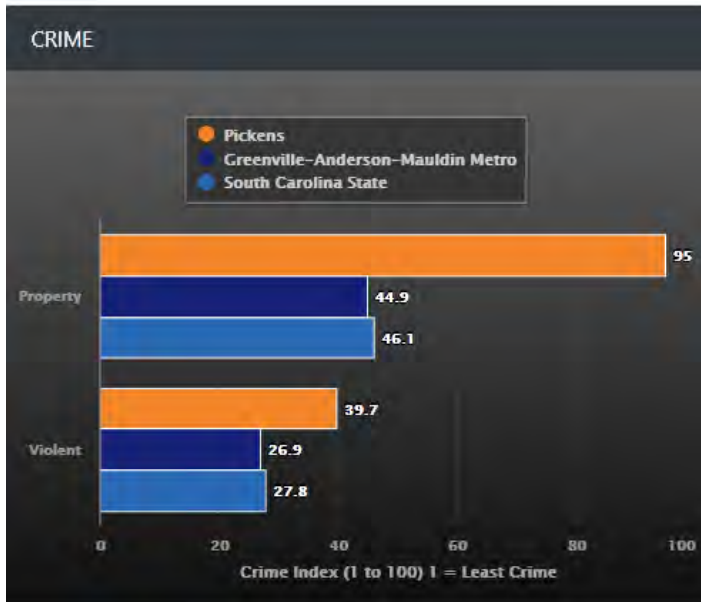 CRIME
Pickens
Greenville-Anderson-Mauldin Metro
South Carolina State
Property
95
44.9
46.1
Violent
39.7
26.9
27.8
0 20 40 60 80 100
Crime Index (1 to 100) 1 = Least Crime